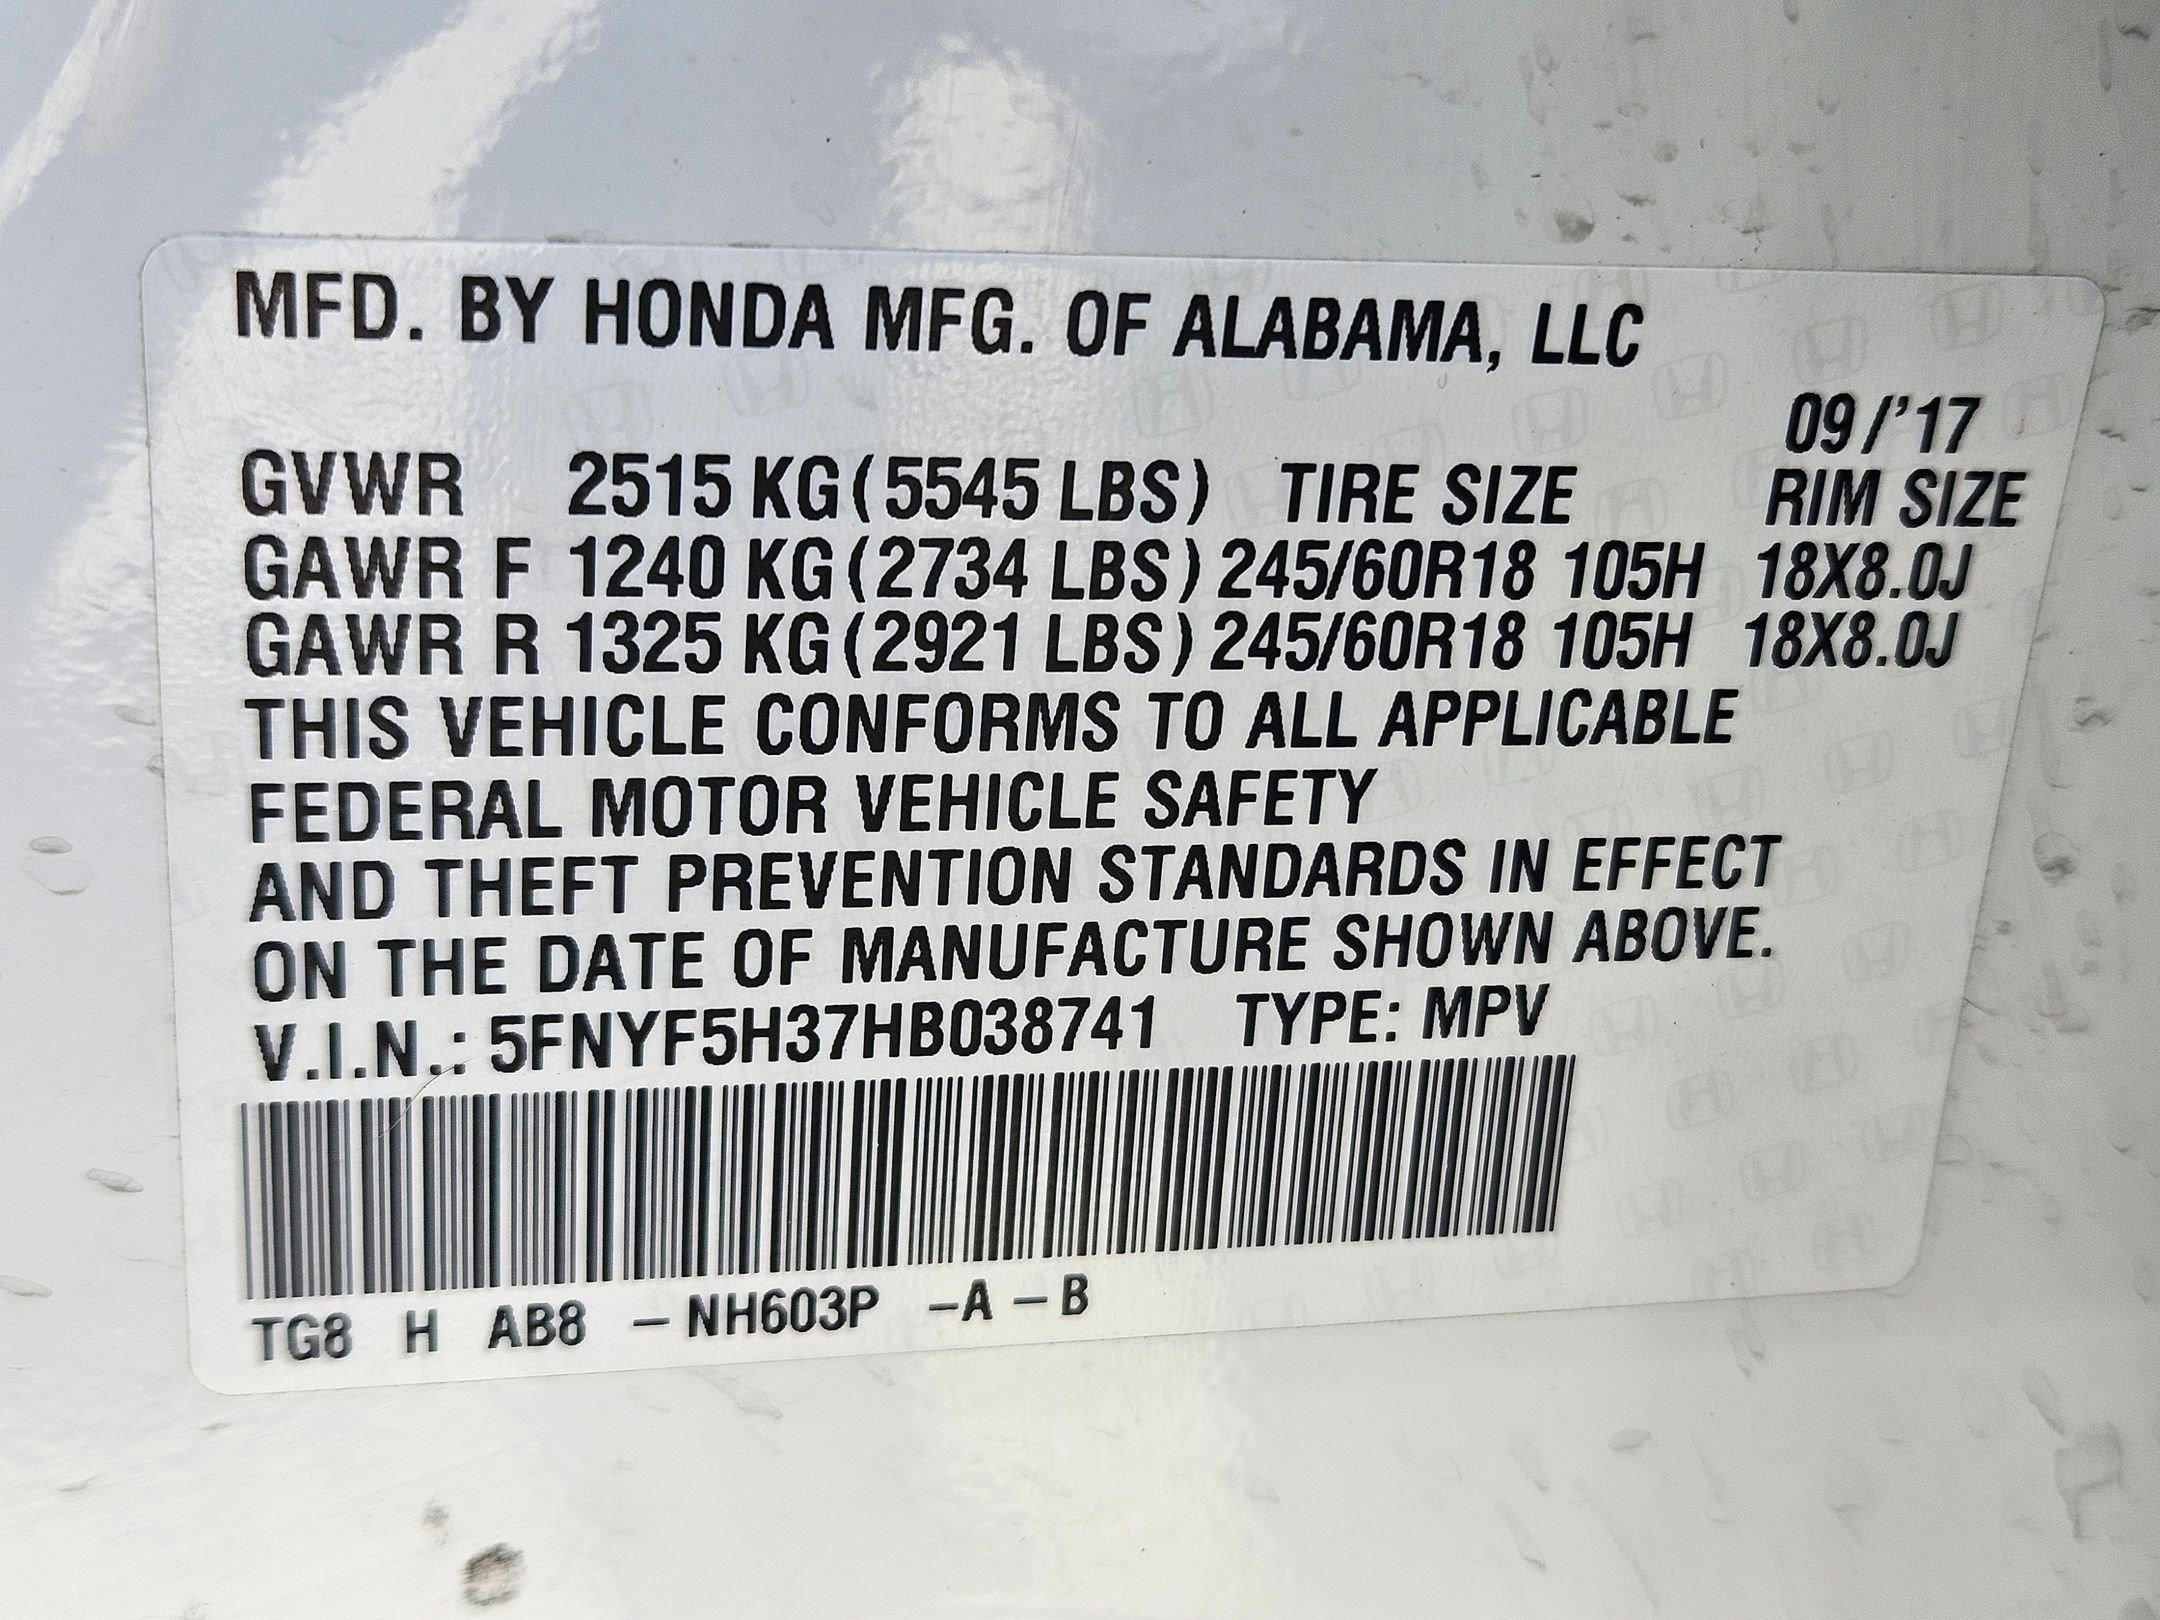 MFD. BY HONDA MFG. OF ALABAMA, LLC
09/'17
GVWR 2515 KG (5545 LBS) TIRE SIZE RIM SIZE
GAWR F 1240 KG (2734 LBS) 245/60R18 105H 18X8.0J
GAWR R 1325 KG (2921 LBS) 245/60R18 105H 18X8.0J
THIS VEHICLE CONFORMS TO ALL APPLICABLE
FEDERAL MOTOR VEHICLE SAFETY
AND THEFT PREVENTION STANDARDS IN EFFECT
ON THE DATE OF MANUFACTURE SHOWN ABOVE.
V.I.N.: 5FNYF5H37HB038741 TYPE: MPV
TG8 H AB8 – NH603P –A – B